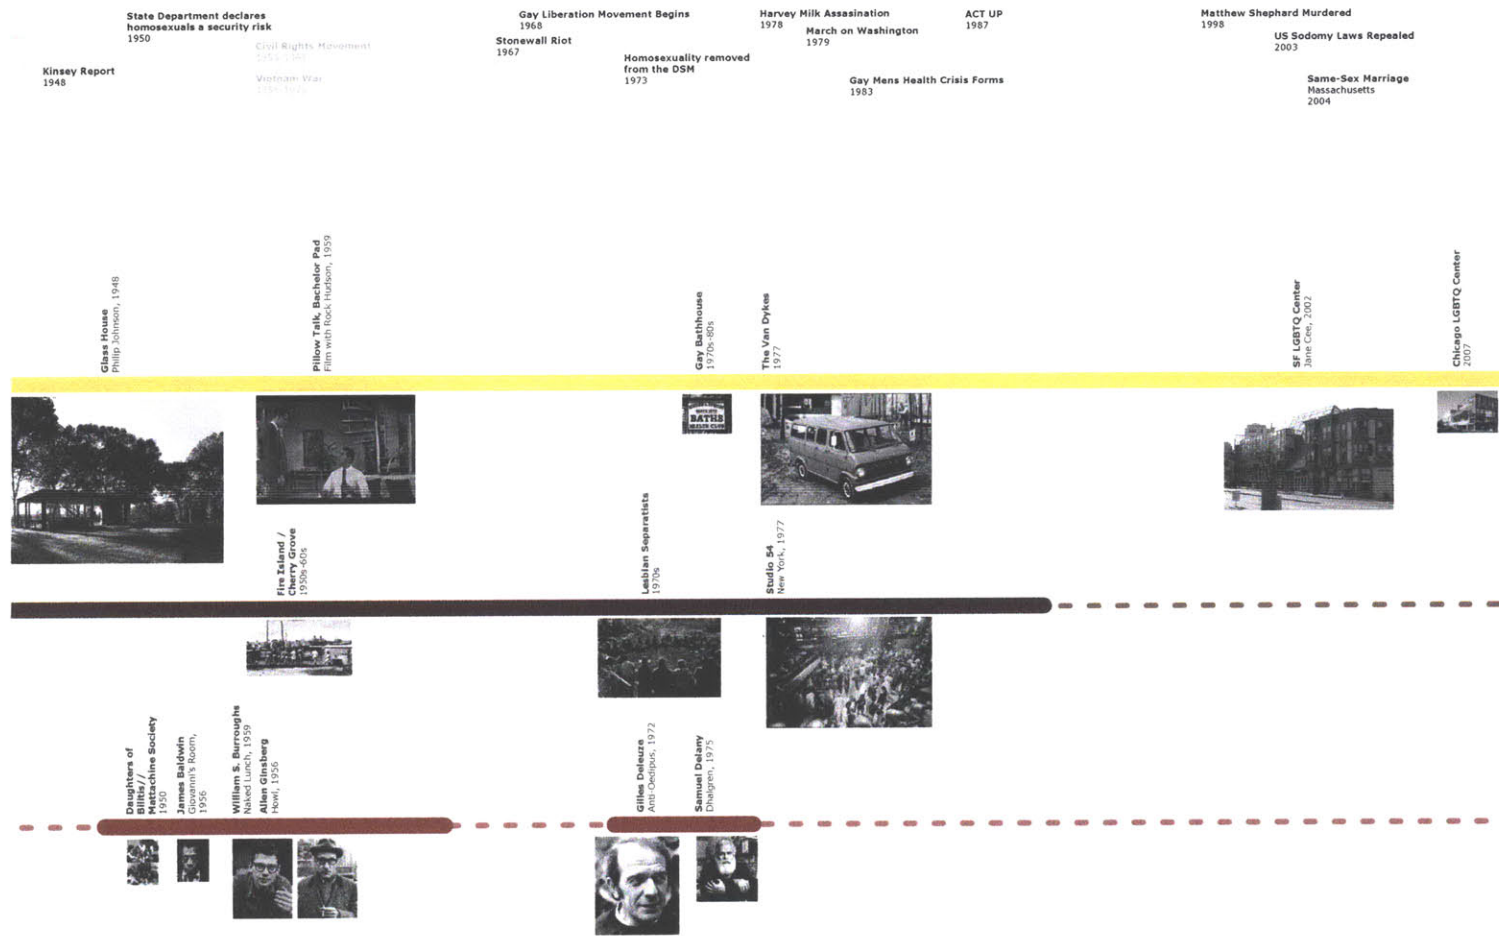 State Department declares
homosexuals a security risk
1950
Civil Rights Movement
Kinsey Report
1948
Vietnam War
Gay Liberation Movement Begins
1968
Stonewall Riot
1967
Homosexuality removed
from the DSM
1973
Harvey Milk Assasination
1978
March on Washington
1979
Gay Mens Health Crisis Forms
1983
ACT UP
1987
Matthew Shephard Murdered
1998
US Sodomy Laws Repealed
2003
Same-Sex Marriage
Massachusetts
2004
Glass House
Philip Johnson, 1948
Pillow Talk, Bachelor Pad
Film with Rock Hudson, 1959
Gay Bathhouse
1970s-80s
The Van Dykes
1977
SF LGBTQ Center
Jane Cee, 2002
Chicago LGBTQ Center
2007
BATHS
HEALTH CLUB
Fire Island /
Cherry Grove
1950s-60s
Lesbian Separatists
1970s
Studio 54
New York, 1977
Daughters of
Bilitis//
Mattachine Society
1950
James Baldwin
Giovanni's Room,
1956
William S. Burroughs
Naked Lunch, 1959
Allen Ginsberg
Howl, 1956
Gilles Deleuze
Anti-Oedipus, 1972
Samuel Delany
Dhalgren, 1975